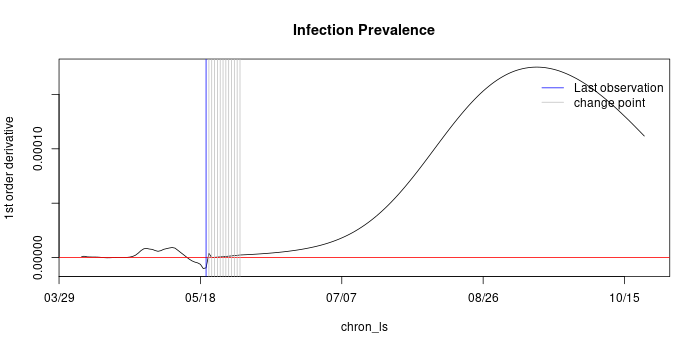 Infection Prevalence
1st order derivative
0.00010
0.00000
Last observation
change point
03/29
05/18
07/07
08/26
10/15
chron_ls